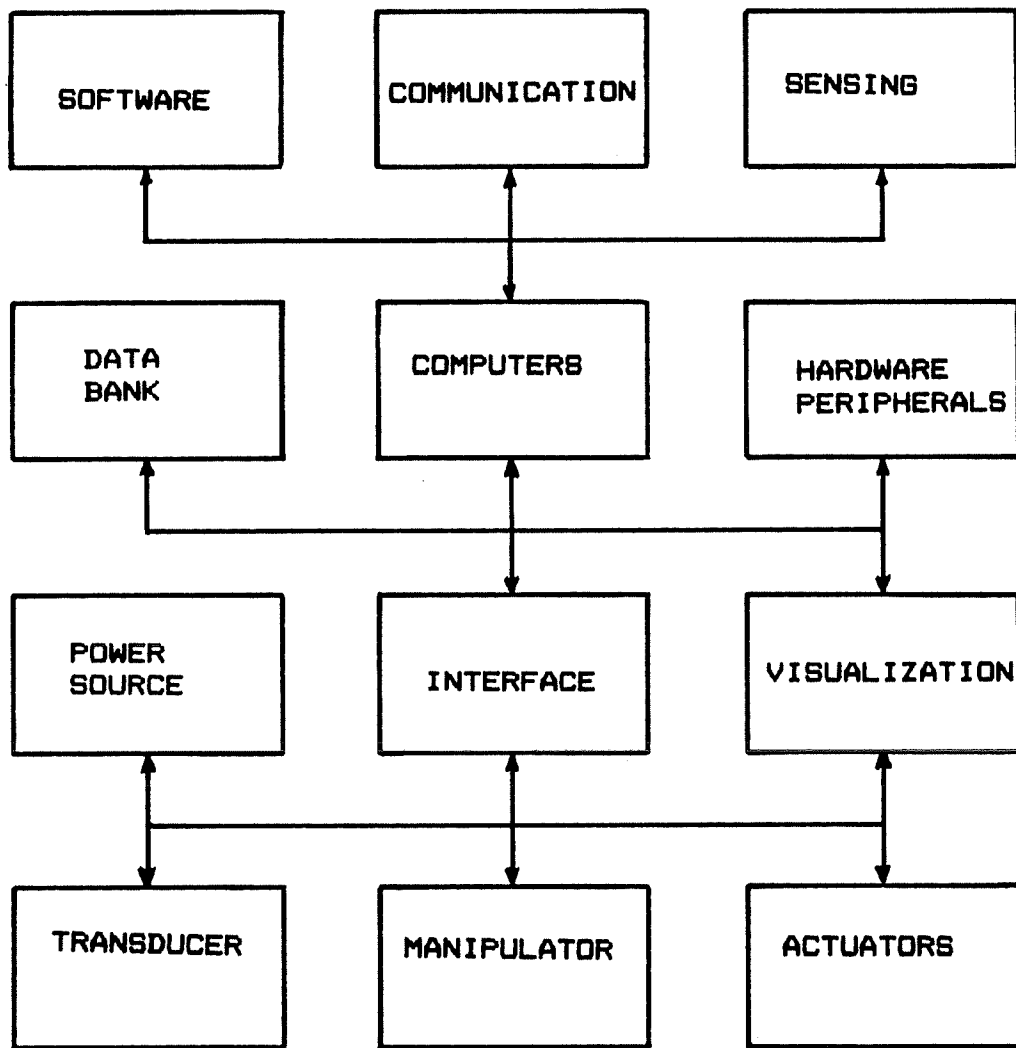 SOFTWARE
COMMUNICATION
SENSING
DATA
BANK
COMPUTERS
HARDWARE
PERIPHERALS
POWER
SOURCE
INTERFACE
VISUALIZATION
TRANSDUCER
MANIPULATOR
ACTUATORS